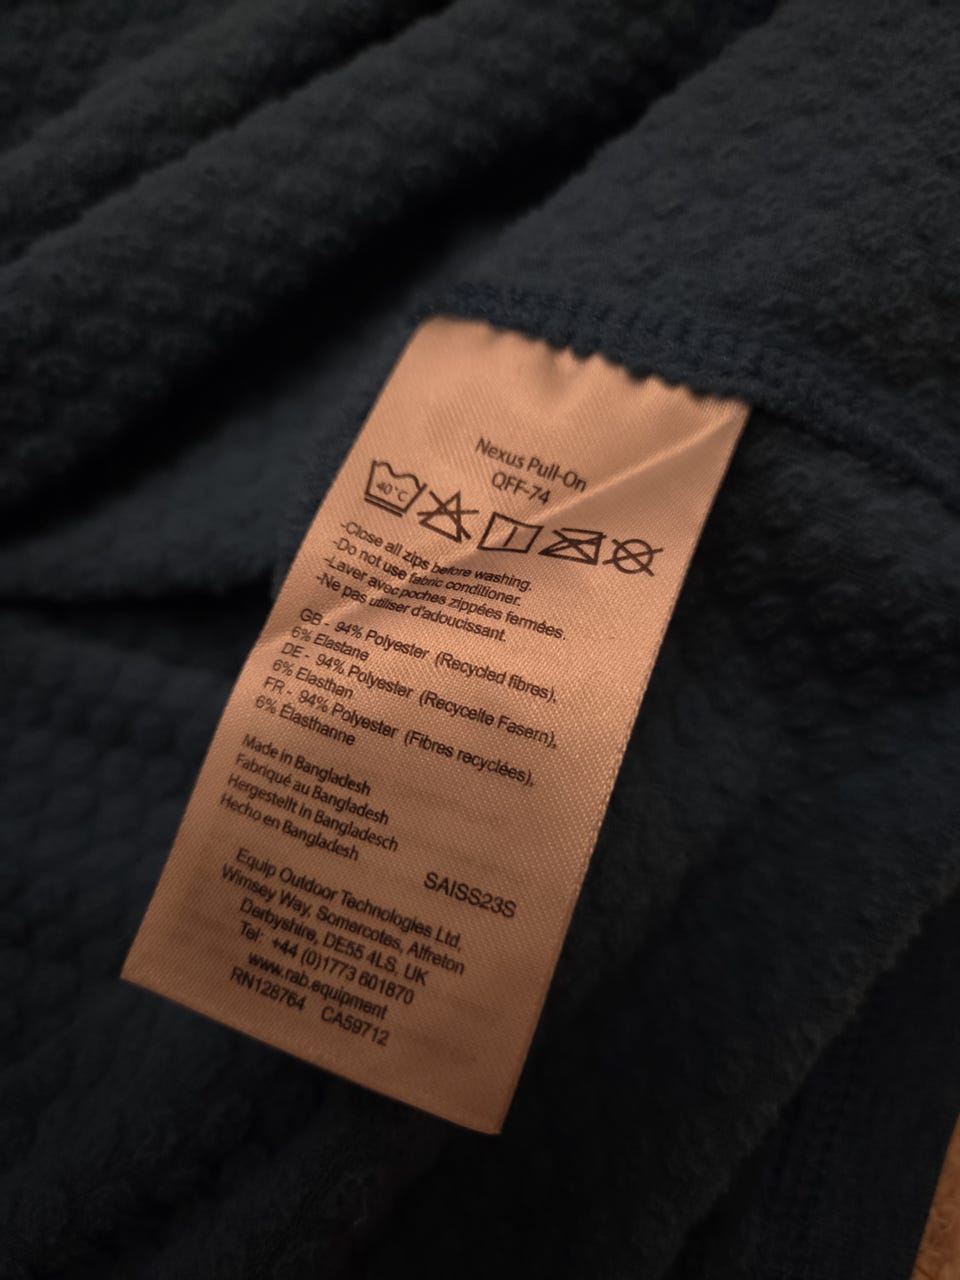 Nexus Pull-On
QFF-74
40°C
-Close all zips before washing.
-Do not use fabric conditioner.
-Laver avec poches zippées fermées.
-Ne pas utiliser d'adoucissant.
GB - 94% Polyester (Recycled fibres),
6% Elastane
DE - 94% Polyester (Recycelte Fasern),
6% Elasthan
FR - 94% Polyester (Fibres recyclées),
6% Élasthanne
Made in Bangladesh
Fabriqué au Bangladesh
Hergestellt in Bangladesch
Hecho en Bangladesh
SAISS23S
Equip Outdoor Technologies Ltd,
Wimsey Way, Somercotes, Alfreton
Derbyshire, DE55 4LS, UK
Tel: +44 (0)1773 601870
www.rab.equipment
RN128764 CA59712